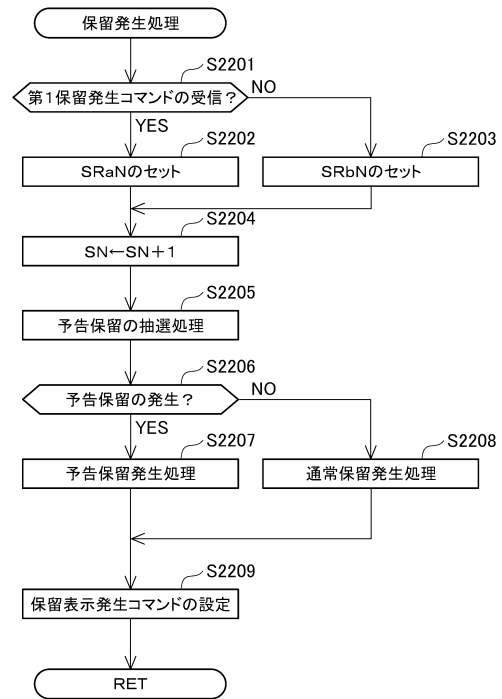 保留発生処理
S2201
第1保留発生コマンドの受信？
NO
YES
S2202
SRaNのセット
S2203
SRbNのセット
S2204
SN←SN＋1
S2205
予告保留の抽選処理
S2206
予告保留の発生？
NO
YES
S2207
予告保留発生処理
S2208
通常保留発生処理
S2209
保留表示発生コマンドの設定
RET